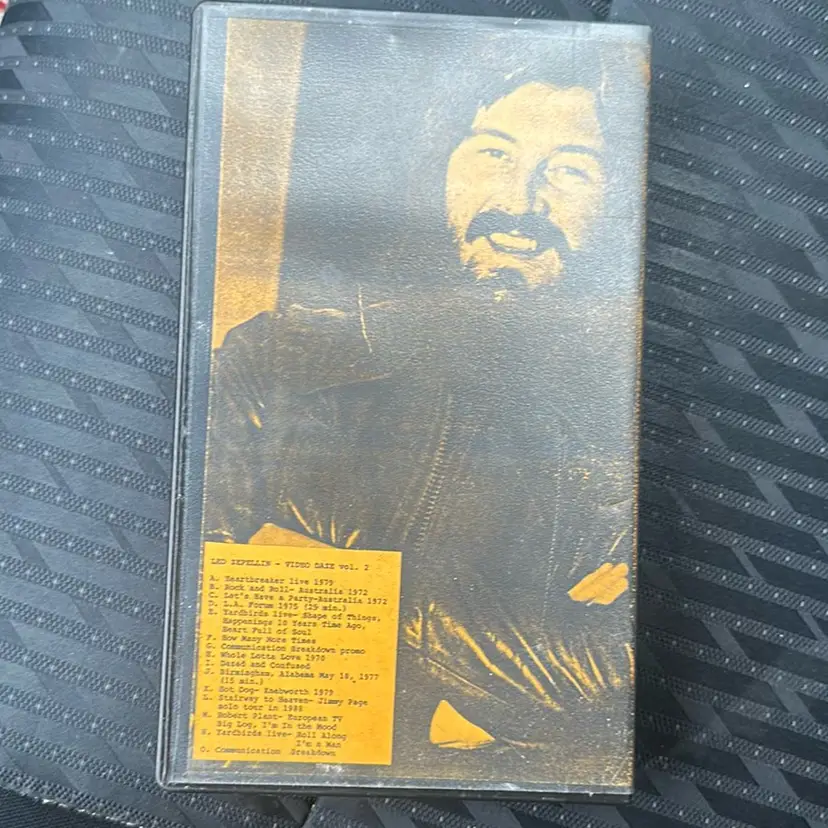 LED ZEPELLIN - VIDEO DAZE vol. 2
A. Heartbreaker live 1979
B. Rock and Roll- Australia 1972
C. Let's Have a Party-Australia 1972
D. L.A. Forum 1975 (25 min.)
E. Yardbirds live- Shape of Things,
Happenings 10 Years Time Ago,
Heart Full of Soul
F. How Many More Times
G. Communication Breakdown promo
H. Whole Lotta Love 1970
I. Dazed and Confused
J. Birmingham, Alabama May 18, 1977
(15 min.)
K. Hot Dog- Knebworth 1979
L. Stairway to Heaven- Jimmy Page
solo tour in 1988
M. Robert Plant- European TV
Big Log, I'm In the Mood
N. Yardbirds live- Roll Along
I'm a Man
O. Communication Breakdown